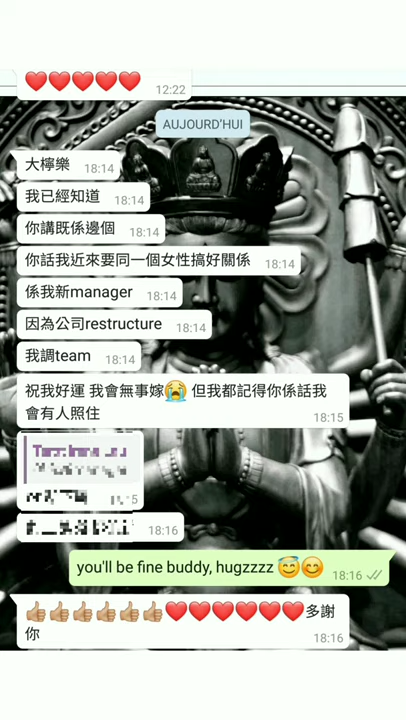 ❤️❤️❤️❤️❤️ 12:22
AUJOURD'HUI
大檸樂 18:14
我已經知道 18:14
你講既係邊個 18:14
你話我近來要同一個女性搞好關係 18:14
係我新manager 18:14
因為公司restructure 18:14
我調team 18:14
祝我好運 我會無事嫁😭 但我都記得你係話我
會有人照住 18:15
18:16
you'll be fine buddy, hugzzzz 😇😊 18:16
👍🏼👍🏼👍🏼👍🏼👍🏼👍🏼❤️❤️❤️❤️❤️❤️多謝
你 18:16